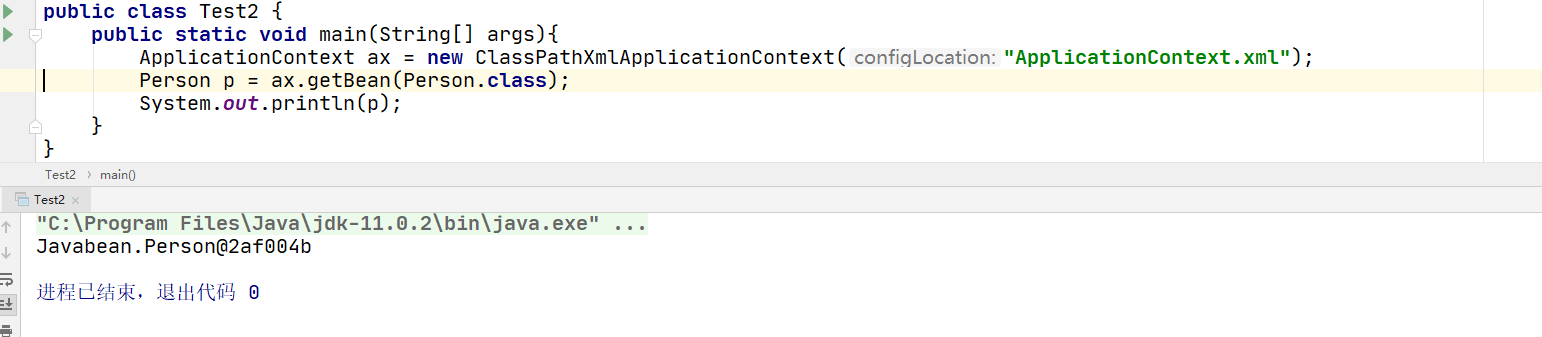 public class Test2 {
public static void main(String[] args){
ApplicationContext ax = new ClassPathXmlApplicationContext( configLocation: "ApplicationContext.xml");
Person p = ax.getBean(Person.class);
System.out.println(p);
}
}
Test2 › main()
Test2 ×
"C:\Program Files\Java\jdk-11.0.2\bin\java.exe" ...
Javabean.Person@2af004b
进程已结束，退出代码 0